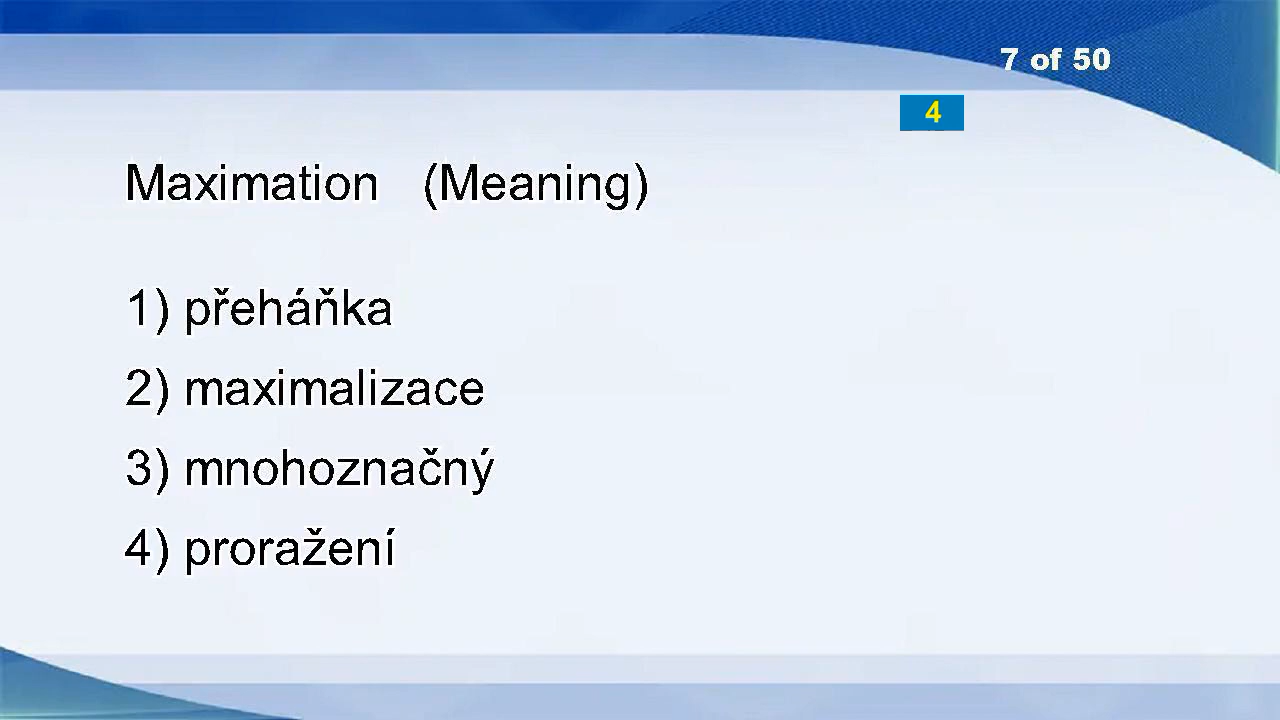 7 of 50
4
Maximation (Meaning)
1) přeháňka
2) maximalizace
3) mnohoznačný
4) proražení